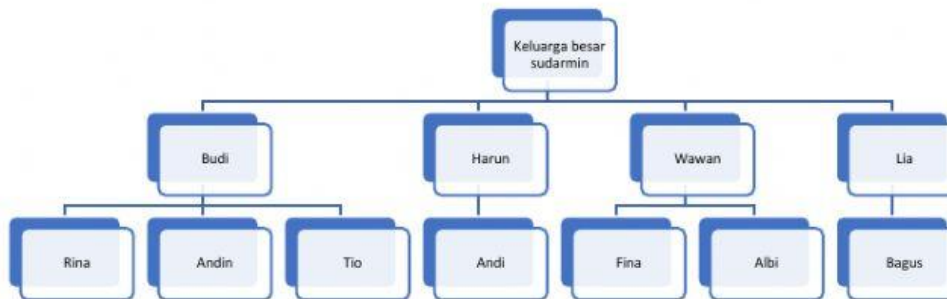 Keluarga besar
sudarmin
Budi
Harun
Wawan
Lia
Rina
Andin
Tio
Andi
Fina
Albi
Bagus